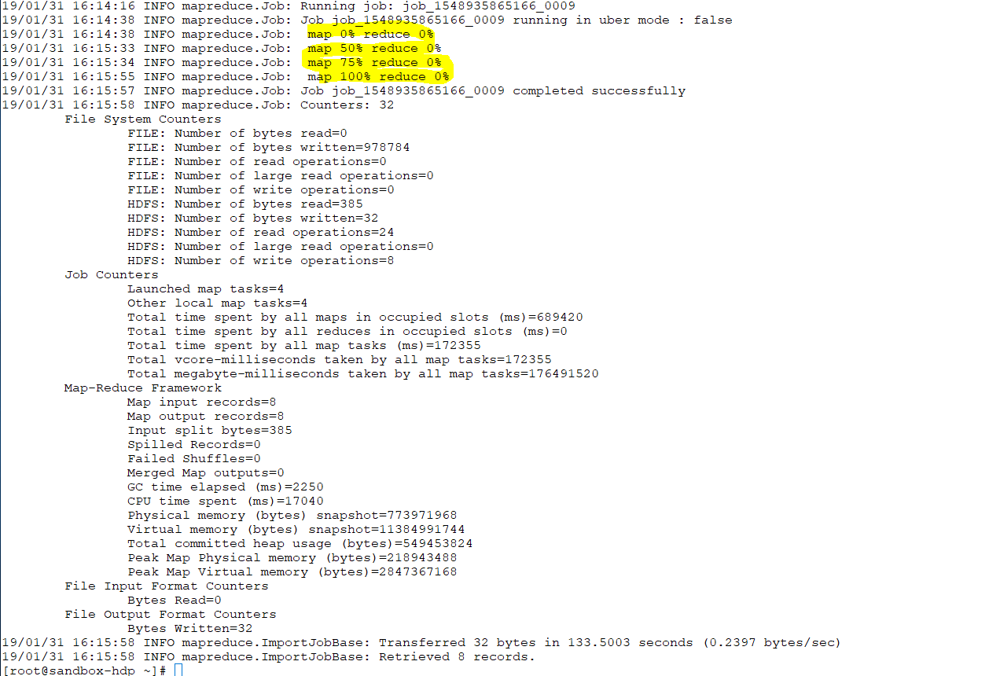 19/01/31 16:14:16 INFO mapreduce.Job: Running job: job_1548935865166_0009
19/01/31 16:14:38 INFO mapreduce.Job: Job job_1548935865166_0009 running in uber mode : false
19/01/31 16:14:38 INFO mapreduce.Job:  map 0% reduce 0%
19/01/31 16:15:33 INFO mapreduce.Job:  map 50% reduce 0%
19/01/31 16:15:34 INFO mapreduce.Job:  map 75% reduce 0%
19/01/31 16:15:55 INFO mapreduce.Job:  map 100% reduce 0%
19/01/31 16:15:57 INFO mapreduce.Job: Job job_1548935865166_0009 completed successfully
19/01/31 16:15:58 INFO mapreduce.Job: Counters: 32
File System Counters
FILE: Number of bytes read=0
FILE: Number of bytes written=978784
FILE: Number of read operations=0
FILE: Number of large read operations=0
FILE: Number of write operations=0
HDFS: Number of bytes read=385
HDFS: Number of bytes written=32
HDFS: Number of read operations=24
HDFS: Number of large read operations=0
HDFS: Number of write operations=8
Job Counters
Launched map tasks=4
Other local map tasks=4
Total time spent by all maps in occupied slots (ms)=689420
Total time spent by all reduces in occupied slots (ms)=0
Total time spent by all map tasks (ms)=172355
Total vcore-milliseconds taken by all map tasks=172355
Total megabyte-milliseconds taken by all map tasks=176491520
Map-Reduce Framework
Map input records=8
Map output records=8
Input split bytes=385
Spilled Records=0
Failed Shuffles=0
Merged Map outputs=0
GC time elapsed (ms)=2250
CPU time spent (ms)=17040
Physical memory (bytes) snapshot=773971968
Virtual memory (bytes) snapshot=11384991744
Total committed heap usage (bytes)=549453824
Peak Map Physical memory (bytes)=218943488
Peak Map Virtual memory (bytes)=2847367168
File Input Format Counters
Bytes Read=0
File Output Format Counters
Bytes Written=32
19/01/31 16:15:58 INFO mapreduce.ImportJobBase: Transferred 32 bytes in 133.5003 seconds (0.2397 bytes/sec)
19/01/31 16:15:58 INFO mapreduce.ImportJobBase: Retrieved 8 records.
[root@sandbox-hdp ~]#